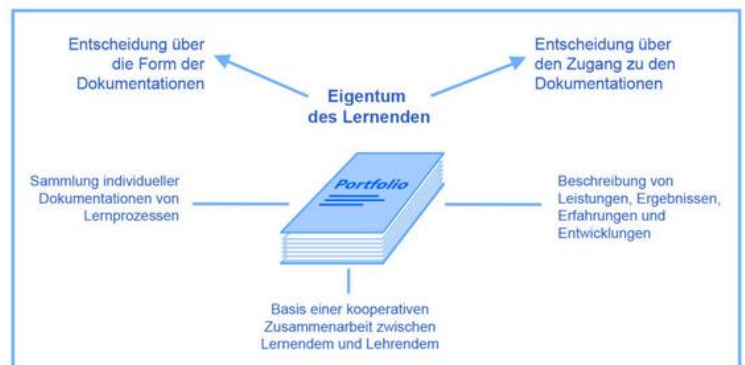 Entscheidung über
die Form der
Dokumentationen
Entscheidung über
den Zugang zu den
Dokumentationen
Eigentum
des Lernenden
Sammlung individueller
Dokumentationen von
Lernprozessen
Portfolio
Beschreibung von
Leistungen, Ergebnissen,
Erfahrungen und
Entwicklungen
Basis einer kooperativen
Zusammenarbeit zwischen
Lernendem und Lehrendem